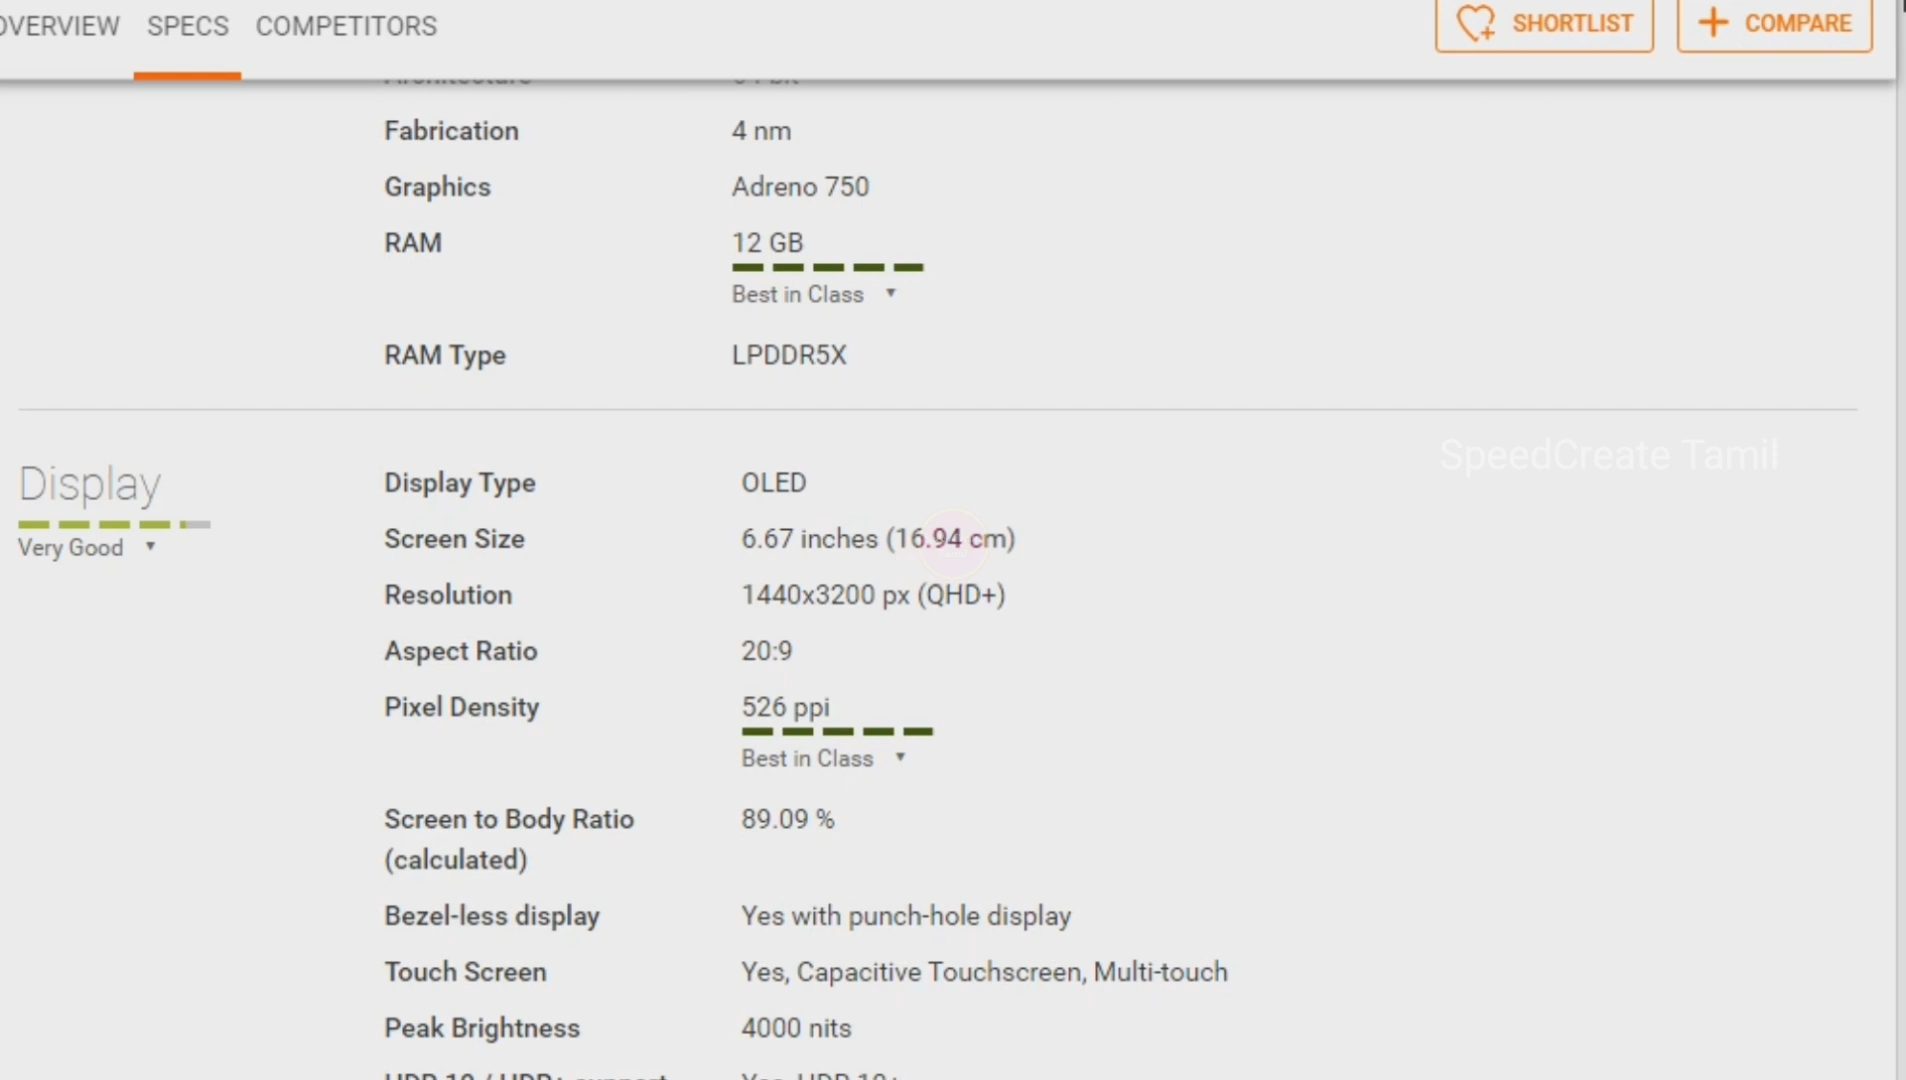 OVERVIEW SPECS COMPETITORS SHORTLIST COMPARE
Fabrication 4 nm
Graphics Adreno 750
RAM 12 GB
Best in Class
RAM Type LPDDR5X
SpeedCreate Tamil
Display
Very Good
Display Type OLED
Screen Size 6.67 inches (16.94 cm)
Resolution 1440x3200 px (QHD+)
Aspect Ratio 20:9
Pixel Density 526 ppi
Best in Class
Screen to Body Ratio 89.09 %
(calculated)
Bezel-less display Yes with punch-hole display
Touch Screen Yes, Capacitive Touchscreen, Multi-touch
Peak Brightness 4000 nits